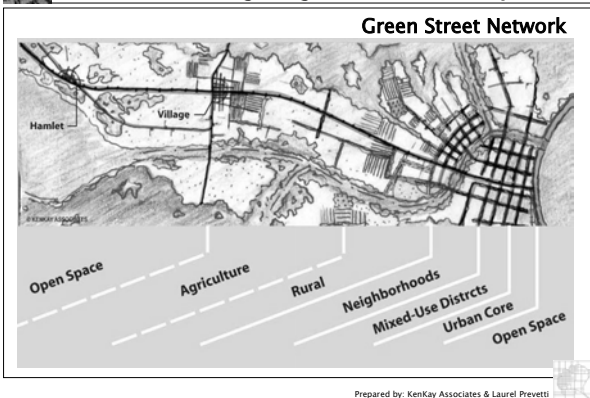 Green Street Network
Hamlet
Village
© KENKAY ASSOCIATES
Open Space
Agriculture
Rural
Neighborhoods
Mixed-Use Distrcts
Urban Core
Open Space
Prepared by: KenKay Associates & Laurel Prevetti